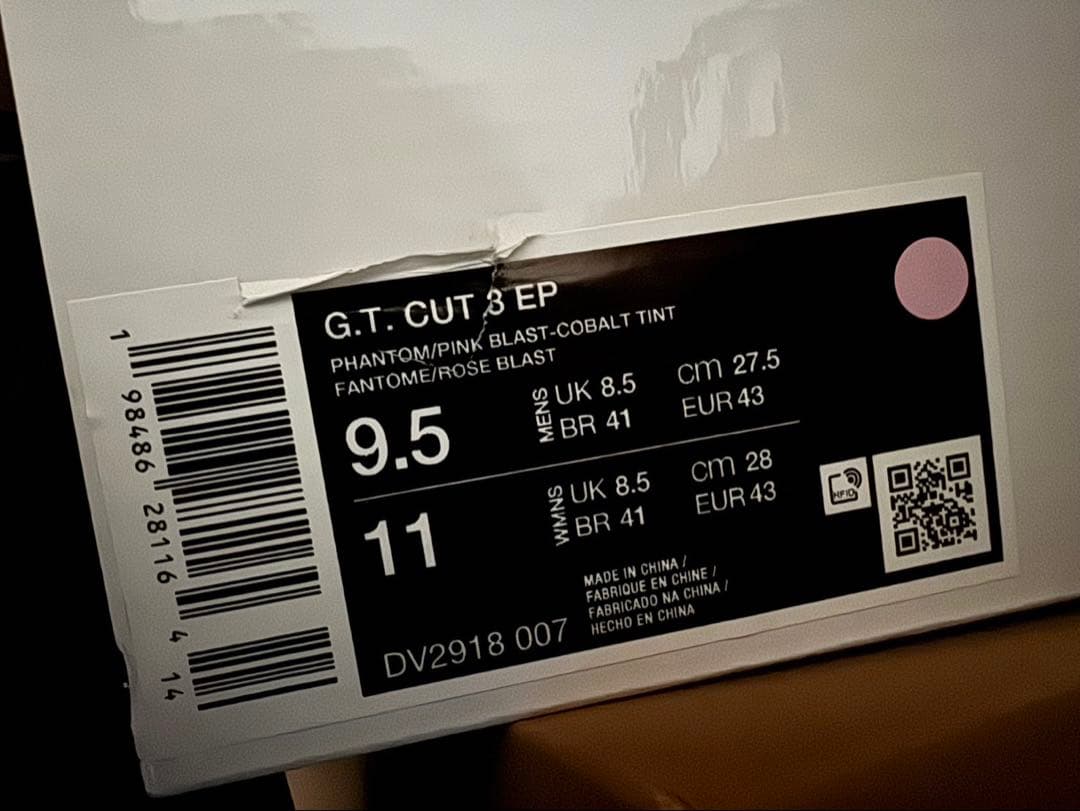 G.T. CUT 3 EP
PHANTOM/PINK BLAST-COBALT TINT
FANTOME/ROSE BLAST
9.5
MENS
UK 8.5
cm 27.5
BR 41
EUR 43
11
WMNS
UK 8.5
cm 28
BR 41
EUR 43
RFID
MADE IN CHINA /
FABRIQUE EN CHINE /
FABRICADO NA CHINA /
HECHO EN CHINA
DV2918 007
1 98486 28116 4 14